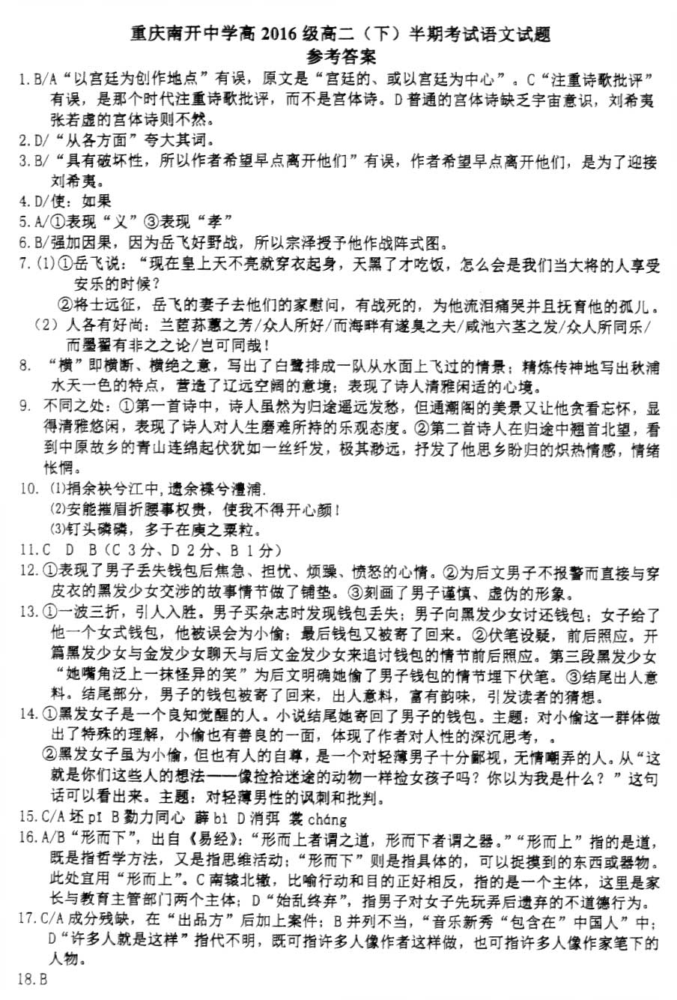 重庆南开中学高 2016 级高二（下）半期考试语文试题
参考答案
1.B/A“以宫廷为创作地点”有误，原文是“宫廷的、或以宫廷为中心”。C“注重诗歌批评”
有误，是那个时代注重诗歌批评，而不是宫体诗。D 普通的宫体诗缺乏宇宙意识，刘希夷
张若虚的宫体诗则不然。
2.D/“从各方面”夸大其词。
3.B/“具有破坏性，所以作者希望早点离开他们”有误，作者希望早点离开他们，是为了迎接
刘希夷。
4.D/使：如果
5.A/①表现“义”③表现“孝”
6.B/强加因果，因为岳飞好野战，所以宗泽授予他作战阵式图。
7.(1)①岳飞说：“现在皇上天不亮就穿衣起身，天黑了才吃饭，怎么会是我们当大将的人享受
安乐的时候？
②将士远征，岳飞的妻子去他们的家慰问，有战死的，为他流泪痛哭并且抚育他的孤儿。
（2）人各有好尚：兰茝荪蕙之芳/众人所好/而海畔有逐臭之夫/咸池六茎之发/众人所同乐/
而墨翟有非之之论/岂可同哉！
8. “横”即横断、横绝之意，写出了白鹭排成一队从水面上飞过的情景；精炼传神地写出秋浦
水天一色的特点，营造了辽远空阔的意境；表现了诗人清雅闲适的心境。
9. 不同之处：①第一首诗中，诗人虽然为归途遥远发愁，但通潮阁的美景又让他贪看忘怀，显
得清雅悠闲，表现了诗人对人生磨难所持的乐观态度。②第二首诗人在归途中翘首北望，看
到中原故乡的青山连绵起伏犹如一丝纤发，极其渺远，抒发了他思乡盼归的炽热情感，情绪
怅惘。
10. ⑴捐余袂兮江中,遗余褋兮澧浦.
⑵安能摧眉折腰事权贵，使我不得开心颜！
⑶钉头磷磷，多于在庾之粟粒。
11.C D B（C 3 分、D 2 分、B 1 分）
12.①表现了男子丢失钱包后焦急、担忧、烦躁、愤怒的心情。②为后文男子不报警而直接与穿
皮衣的黑发少女交涉的故事情节做了铺垫。③刻画了男子谨慎、虚伪的形象。
13.①一波三折，引人入胜。男子买杂志时发现钱包丢失；男子向黑发少女讨还钱包；女子给了
他一个女式钱包，他被误会为小偷；最后钱包又被寄了回来。②伏笔设疑，前后照应。开
篇黑发少女与金发少女聊天与后文金发少女来追讨钱包的情节前后照应。第三段黑发少女
“她嘴角泛上一抹怪异的笑”为后文明确她偷了男子钱包的情节埋下伏笔。③结尾出人意
料。结尾部分，男子的钱包被寄了回来，出人意料，富有韵味，引发读者的猜想。
14.①黑发女子是一个良知觉醒的人。小说结尾她寄回了男子的钱包。主题：对小偷这一群体做
出了特殊的理解，小偷也有善良的一面，体现了作者对人性的深沉思考，。
②黑发女子虽为小偷，但也有人的自尊，是一个对轻薄男子十分鄙视，无情嘲弄的人。从“这
就是你们这些人的想法——像捡拾迷途的动物一样捡女孩子吗？你以为我是什么？”这句
话可以看出来。主题：对轻薄男性的讽刺和批判。
15.C/A 坯 pī B 勠力同心 薜 bì D 消弭 裳 cháng
16.A/B“形而下”，出自《易经》：“形而上者谓之道，形而下者谓之器。”“形而上”指的是道，
既是指哲学方法，又是指思维活动；“形而下”则是指具体的，可以捉摸到的东西或器物。
此处宜用“形而上”。C 南辕北辙，比喻行动和目的正好相反，指的是一个主体，这里是家
长与教育主管部门两个主体；D“始乱终弃”，指男子对女子先玩弄后遗弃的不道德行为。
17.C/A 成分残缺，在“出品方”后加上案件；B 并列不当，“音乐新秀“包含在”中国人”中；
D“许多人就是这样”指代不明，既可指许多人像作者这样做，也可指许多人像作家笔下的
人物。
18.B